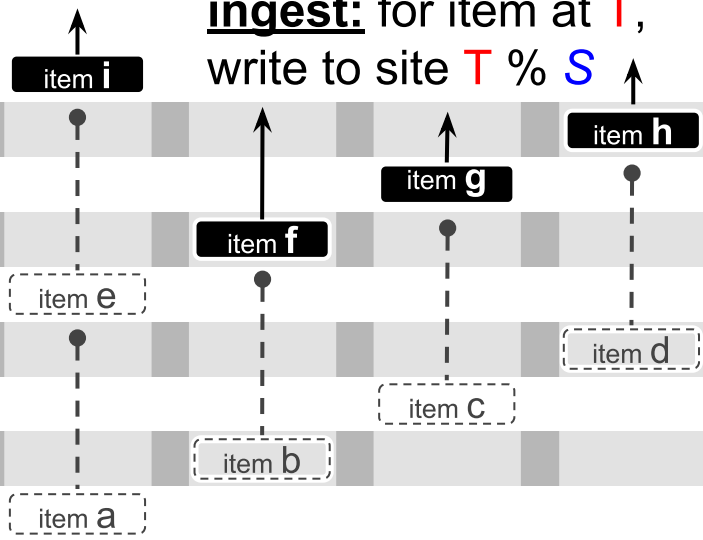 ingest: for item at T,
write to site T % S
item i
item h
item g
item f
item e
item d
item c
item b
item a